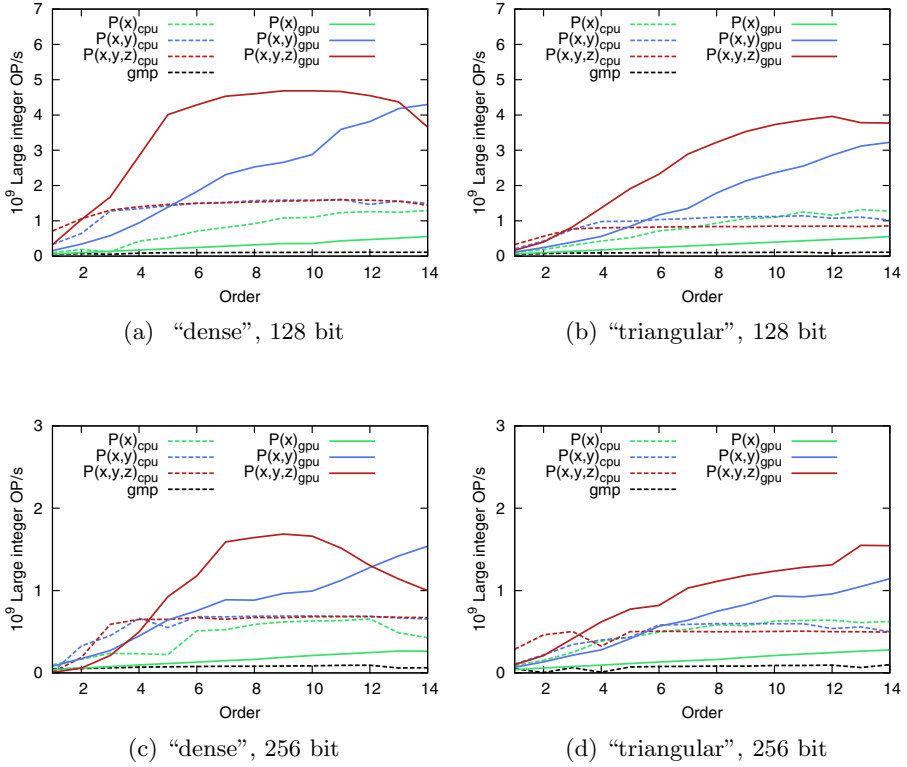 10^9 Large integer OP/s
7
6
5
4
3
2
1
0
P(x)cpu
P(x,y)cpu
P(x,y,z)cpu
gmp
P(x)gpu
P(x,y)gpu
P(x,y,z)gpu
2 4 6 8 10 12 14
Order
(a) “dense”, 128 bit
10^9 Large integer OP/s
7
6
5
4
3
2
1
0
P(x)cpu
P(x,y)cpu
P(x,y,z)cpu
gmp
P(x)gpu
P(x,y)gpu
P(x,y,z)gpu
2 4 6 8 10 12 14
Order
(b) “triangular”, 128 bit
10^9 Large integer OP/s
3
2
1
0
P(x)cpu
P(x,y)cpu
P(x,y,z)cpu
gmp
P(x)gpu
P(x,y)gpu
P(x,y,z)gpu
2 4 6 8 10 12 14
Order
(c) “dense”, 256 bit
10^9 Large integer OP/s
3
2
1
0
P(x)cpu
P(x,y)cpu
P(x,y,z)cpu
gmp
P(x)gpu
P(x,y)gpu
P(x,y,z)gpu
2 4 6 8 10 12 14
Order
(d) “triangular”, 256 bit